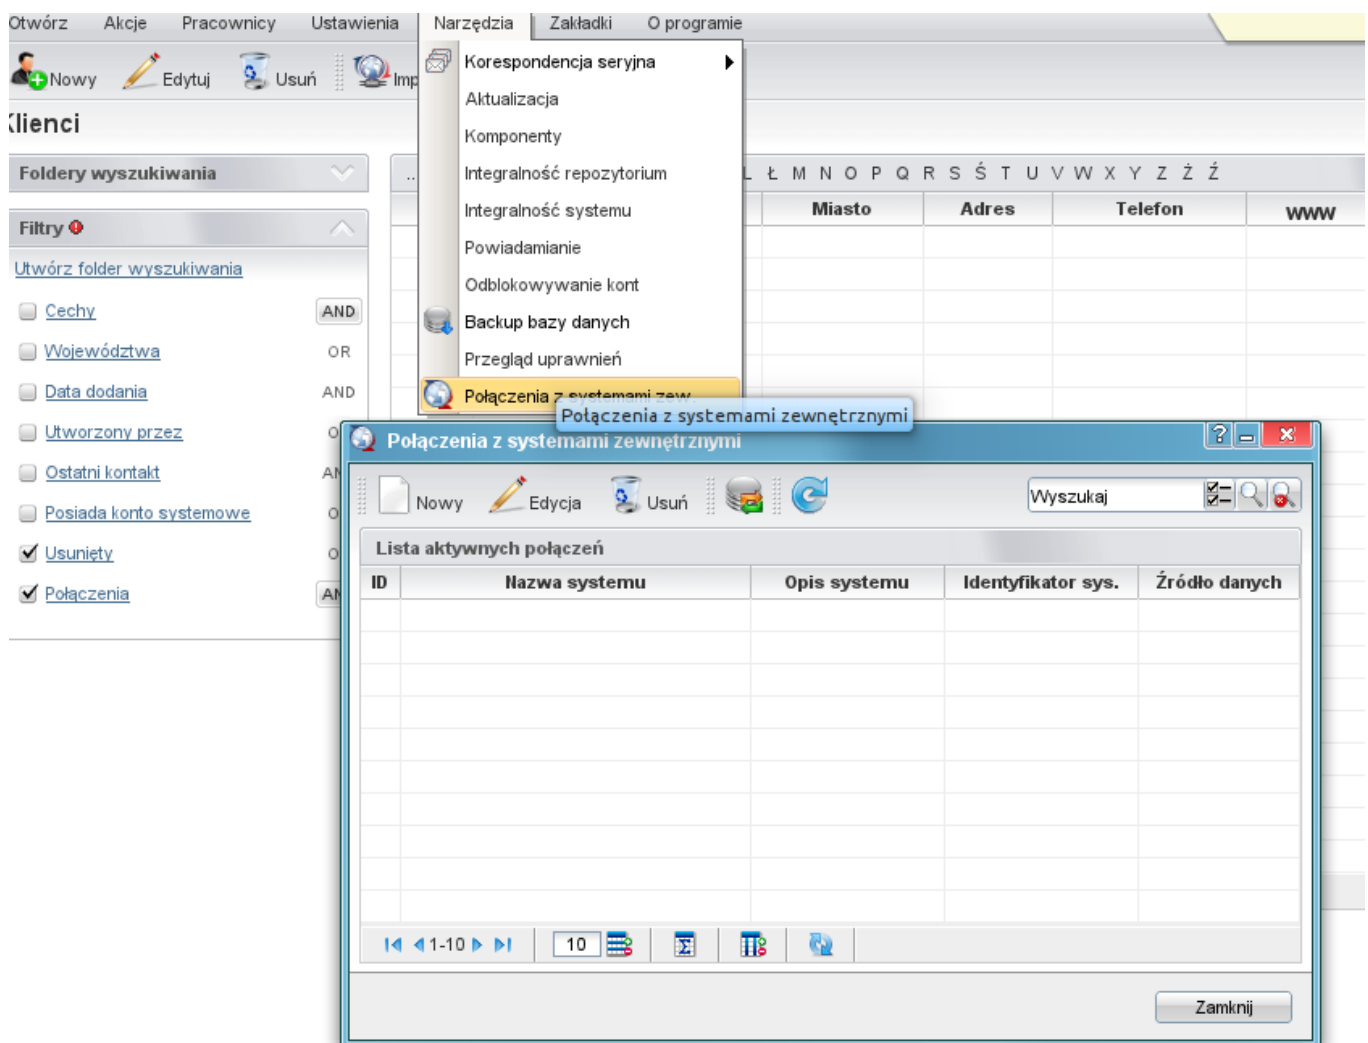 Otwórz Akcje Pracownicy Ustawienia Narzędzia Zakładki O programie
Nowy Edytuj Usuń Imp
Klienci
Foldery wyszukiwania
Filtry
Utwórz folder wyszukiwania
Cechy AND
Województwa OR
Data dodania AND
Utworzony przez O
Ostatni kontakt AN
Posiada konto systemowe O
Usunięty O
Połączenia AN
Korespondencja seryjna
Aktualizacja
Komponenty
Integralność repozytorium
Integralność systemu
Powiadamianie
Odblokowywanie kont
Backup bazy danych
Przegląd uprawnień
Połączenia z systemami zew.
Połączenia z systemami zewnętrznymi
.. L Ł M N O P Q R S Ś T U V W X Y Z Ż Ź
Miasto Adres Telefon WWW
Połączenia z systemami zewnętrznymi
Nowy Edycja Usuń Wyszukaj
Lista aktywnych połączeń
ID Nazwa systemu Opis systemu Identyfikator sys. Źródło danych
1-10 10
Zamknij